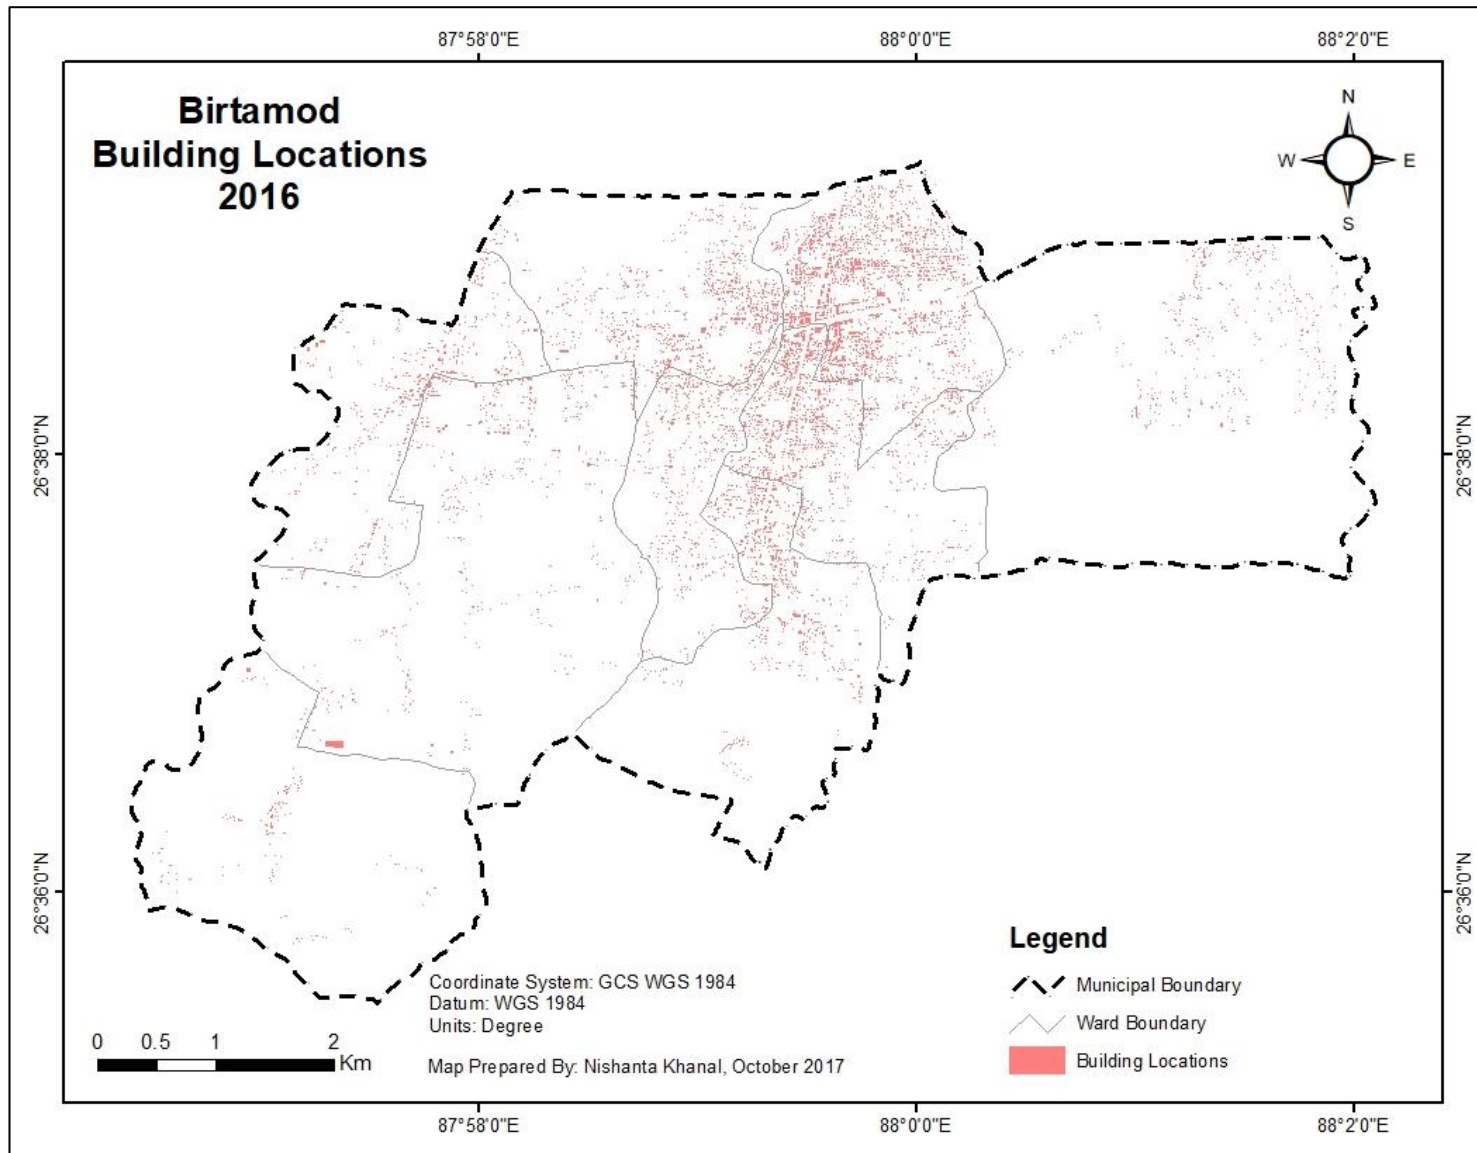 87°58'0"E
88°0'0"E
88°2'0"E
Birtamod
Building Locations
2016
N
W
E
S
26°38'0"N
26°38'0"N
26°36'0"N
26°36'0"N
Legend
Municipal Boundary
Ward Boundary
Building Locations
Coordinate System: GCS WGS 1984
Datum: WGS 1984
Units: Degree
Map Prepared By: Nishanta Khanal, October 2017
0 0.5 1 2
Km
87°58'0"E
88°0'0"E
88°2'0"E